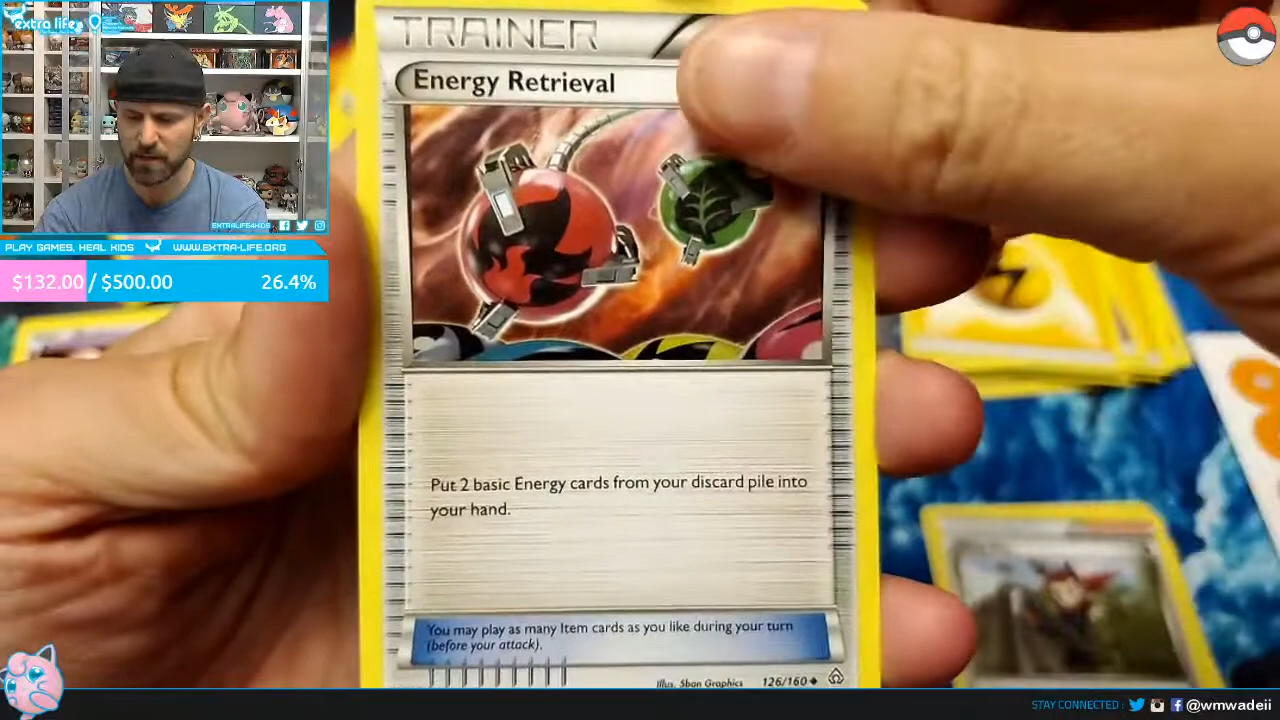 extra life
TRAINER
Energy Retrieval
EXTRALIFE4KIDS
PLAY GAMES, HEAL KIDS
WWW.EXTRA-LIFE.ORG
$132.00 / $500.00 26.4%
Put 2 basic Energy cards from your discard pile into
your hand.
You may play as many Item cards as you like during your turn
(before your attack).
Illus. 5ban Graphics 126/160
STAY CONNECTED : @wmwadeii